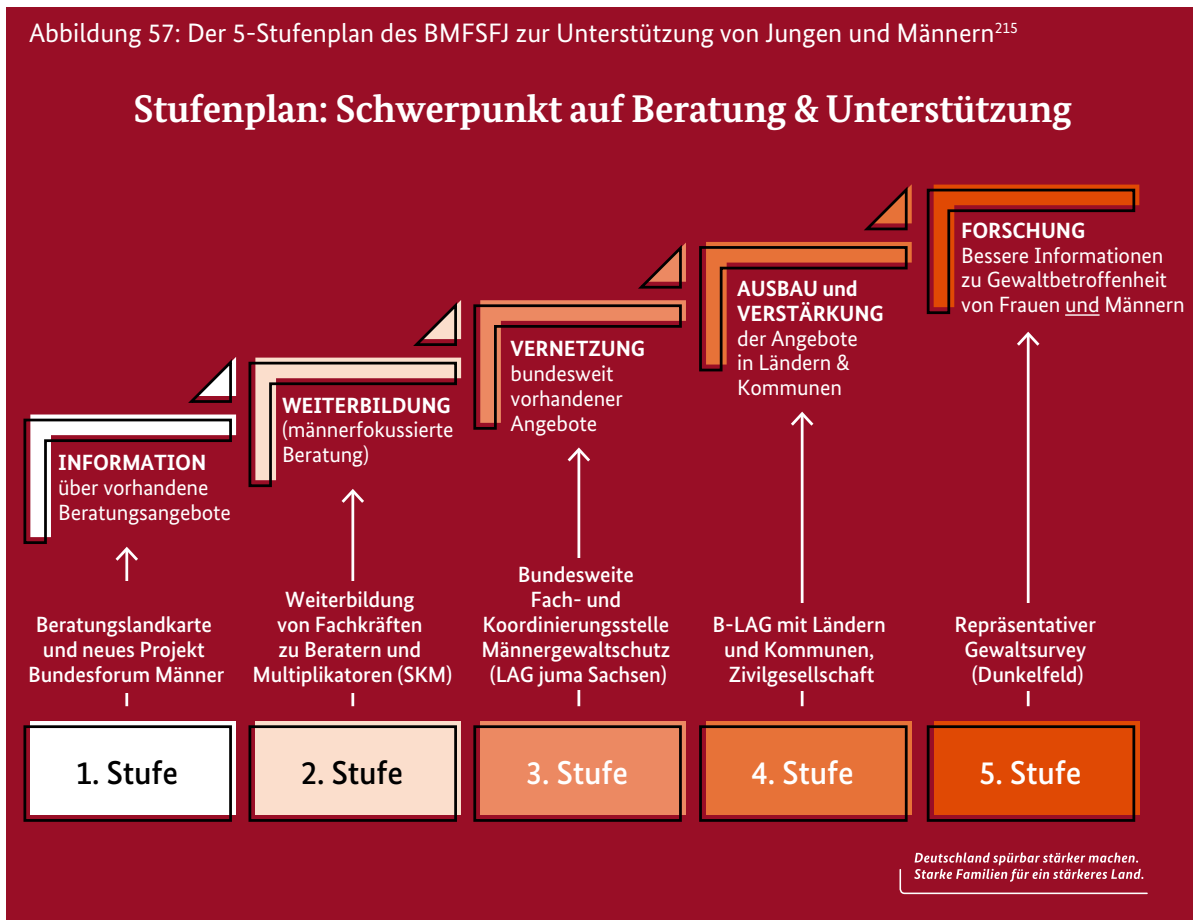 Abbildung 57: Der 5-Stufenplan des BMFSFJ zur Unterstützung von Jungen und Männern²¹⁵
Stufenplan: Schwerpunkt auf Beratung & Unterstützung
INFORMATION
über vorhandene
Beratungsangebote
Beratungslandkarte
und neues Projekt
Bundesforum Männer
1. Stufe
WEITERBILDUNG
(männerfokussierte
Beratung)
Weiterbildung
von Fachkräften
zu Beratern und
Multiplikatoren (SKM)
2. Stufe
VERNETZUNG
bundesweit
vorhandener
Angebote
Bundesweite
Fach- und
Koordinierungsstelle
Männergewaltschutz
(LAG juma Sachsen)
3. Stufe
AUSBAU und
VERSTÄRKUNG
der Angebote
in Ländern &
Kommunen
B-LAG mit Ländern
und Kommunen,
Zivilgesellschaft
4. Stufe
FORSCHUNG
Bessere Informationen
zu Gewaltbetroffenheit
von Frauen und Männern
Repräsentativer
Gewaltsurvey
(Dunkelfeld)
5. Stufe
Deutschland spürbar stärker machen.
Starke Familien für ein stärkeres Land.